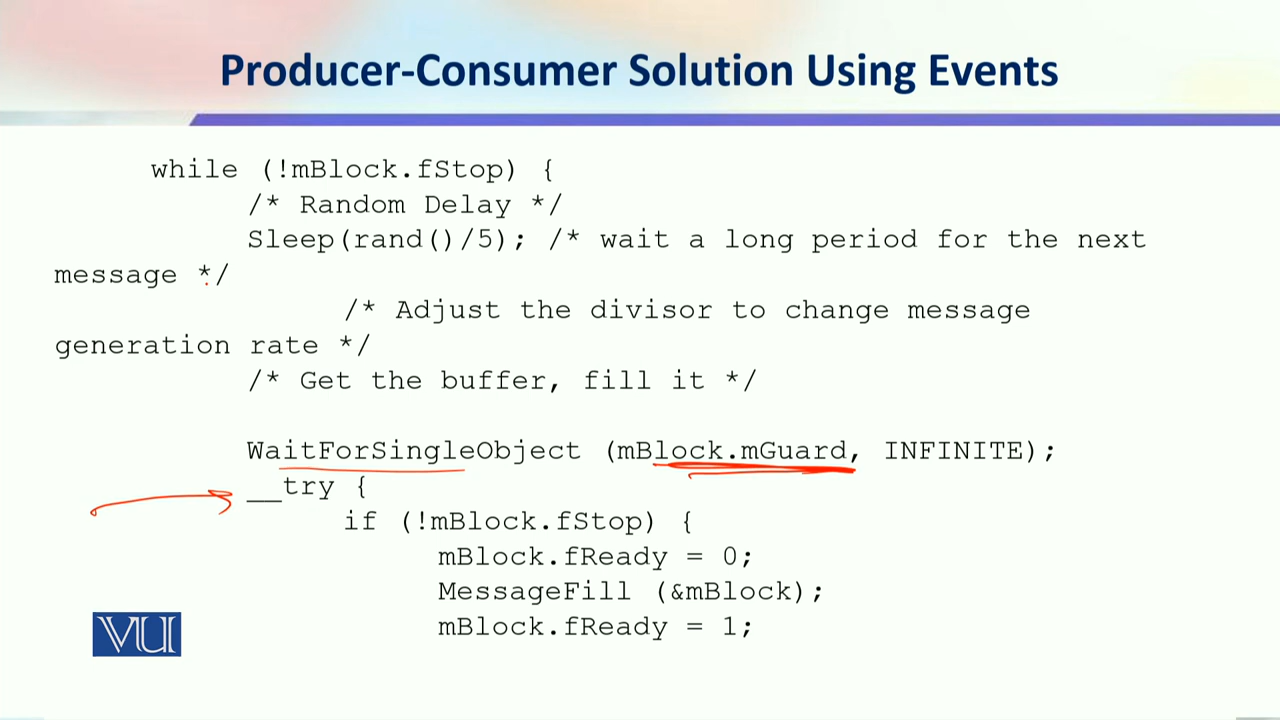 Producer-Consumer Solution Using Events
while (!mBlock.fStop) {
/* Random Delay */
Sleep(rand()/5); /* wait a long period for the next
message */
/* Adjust the divisor to change message
generation rate */
/* Get the buffer, fill it */
WaitForSingleObject (mBlock.mGuard, INFINITE);
__try {
if (!mBlock.fStop) {
mBlock.fReady = 0;
MessageFill (&mBlock);
mBlock.fReady = 1;
VU